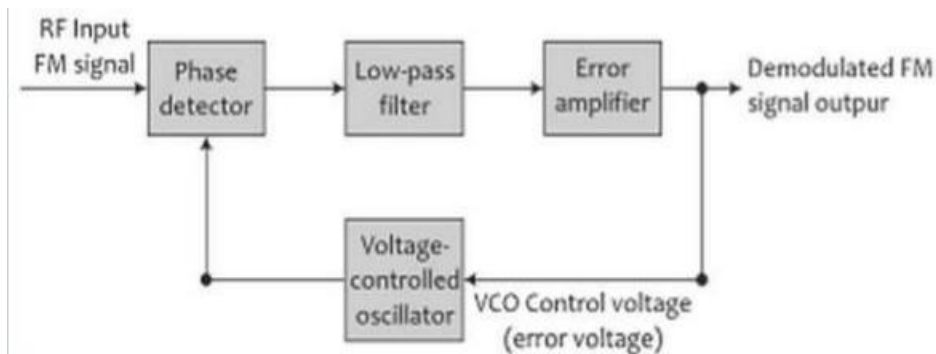 RF Input
FM signal
Phase
detector
Low-pass
filter
Error
amplifier
Demodulated FM
signal outpur
Voltage-
controlled
oscillator
VCO Control voltage
(error voltage)